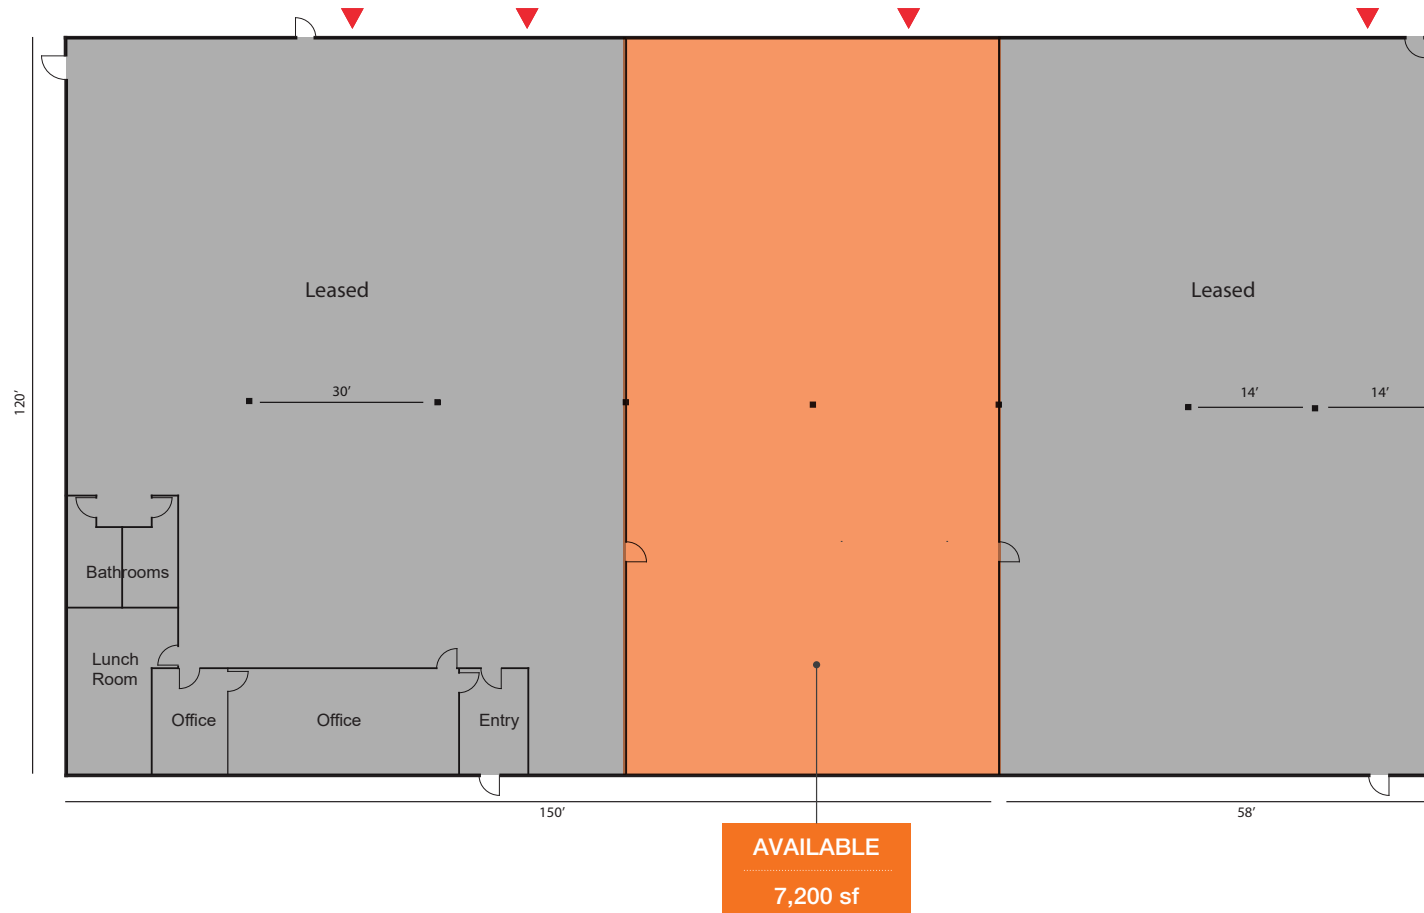 Leased
Leased
30′
14′
14′
120′
Bathrooms
Lunch
Room
Office
Office
Entry
150′
58′
AVAILABLE
7,200 sf